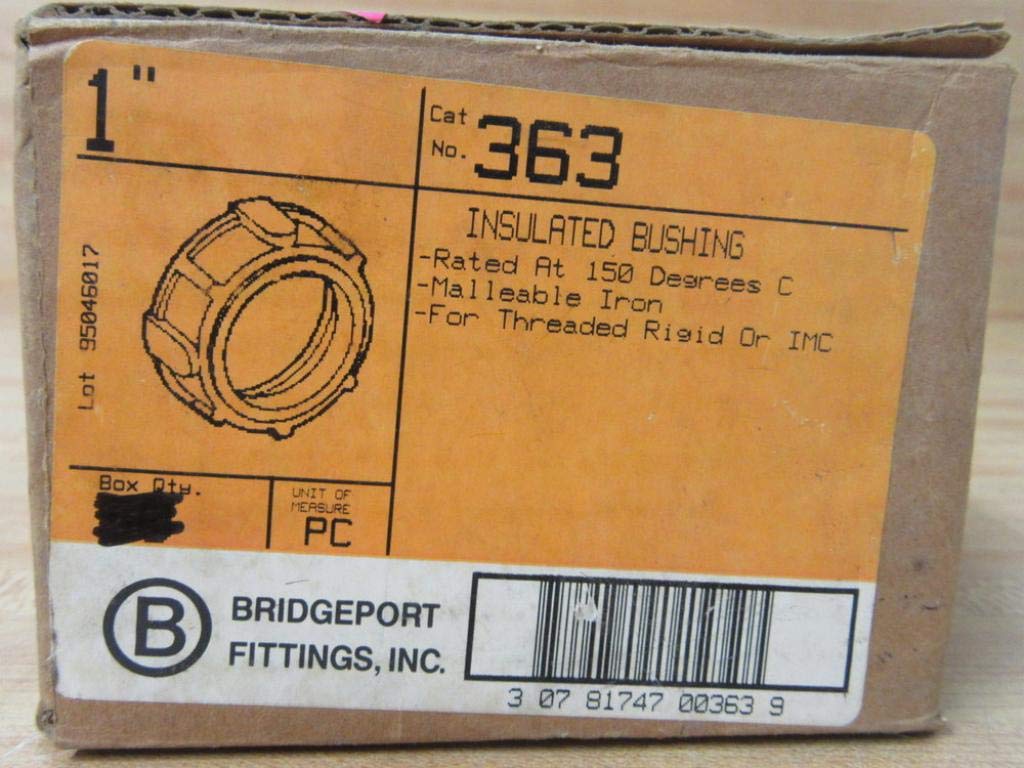 1"
Cat
No. 363
INSULATED BUSHING
-Rated At 150 Degrees C
-Malleable Iron
-For Threaded Rigid Or IMC
Lot 95046017
Box Qty.
UNIT OF
MEASURE
PC
B
BRIDGEPORT
FITTINGS, INC.
3 07 81747 00363 9